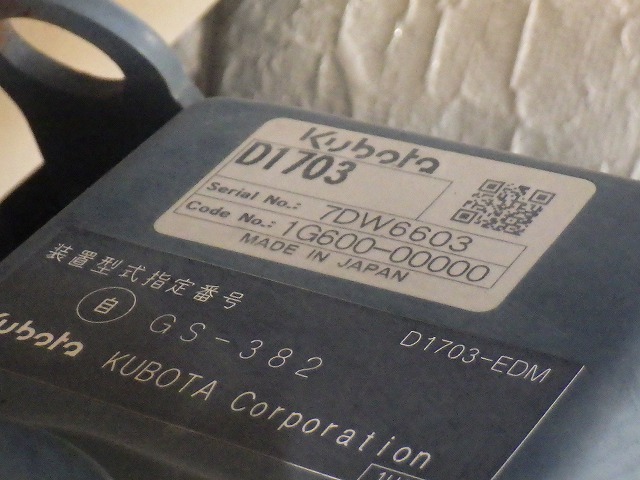 Kubota
D1703
Serial No.: 7DW6603
Code No.: 1G600-00000
MADE IN JAPAN
装置型式指定番号
自 GS-382
D1703-EDM
Kubota
KUBOTA Corporation